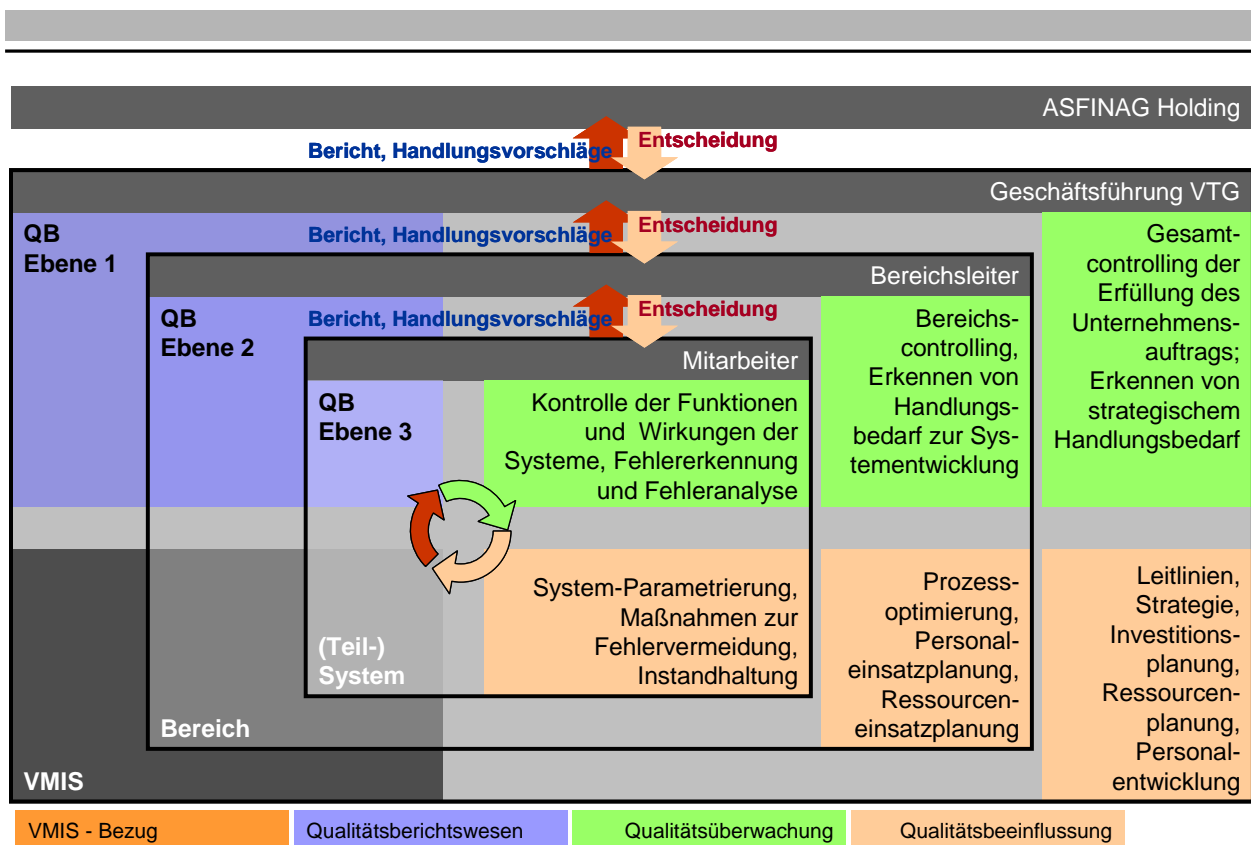 ASFINAG Holding
Bericht, Handlungsvorschläge
Entscheidung
Geschäftsführung VTG
QB
Ebene 1
Bericht, Handlungsvorschläge
Entscheidung
Gesamt-
controlling der
Erfüllung des
Unternehmens-
auftrags;
Erkennen von
strategischem
Handlungsbedarf
Bereichsleiter
QB
Ebene 2
Bericht, Handlungsvorschläge
Entscheidung
Bereichs-
controlling,
Erkennen von
Handlungs-
bedarf zur Sys-
tementwicklung
Mitarbeiter
QB
Ebene 3
Kontrolle der Funktionen
und Wirkungen der
Systeme, Fehlererkennung
und Fehleranalyse
System-Parametrierung,
Maßnahmen zur
Fehlervermeidung,
Instandhaltung
(Teil-)
System
Prozess-
optimierung,
Personal-
einsatzplanung,
Ressourcen-
einsatzplanung
Bereich
Leitlinien,
Strategie,
Investitions-
planung,
Ressourcen-
planung,
Personal-
entwicklung
VMIS
VMIS - Bezug
Qualitätsberichtswesen
Qualitätsüberwachung
Qualitätsbeeinflussung